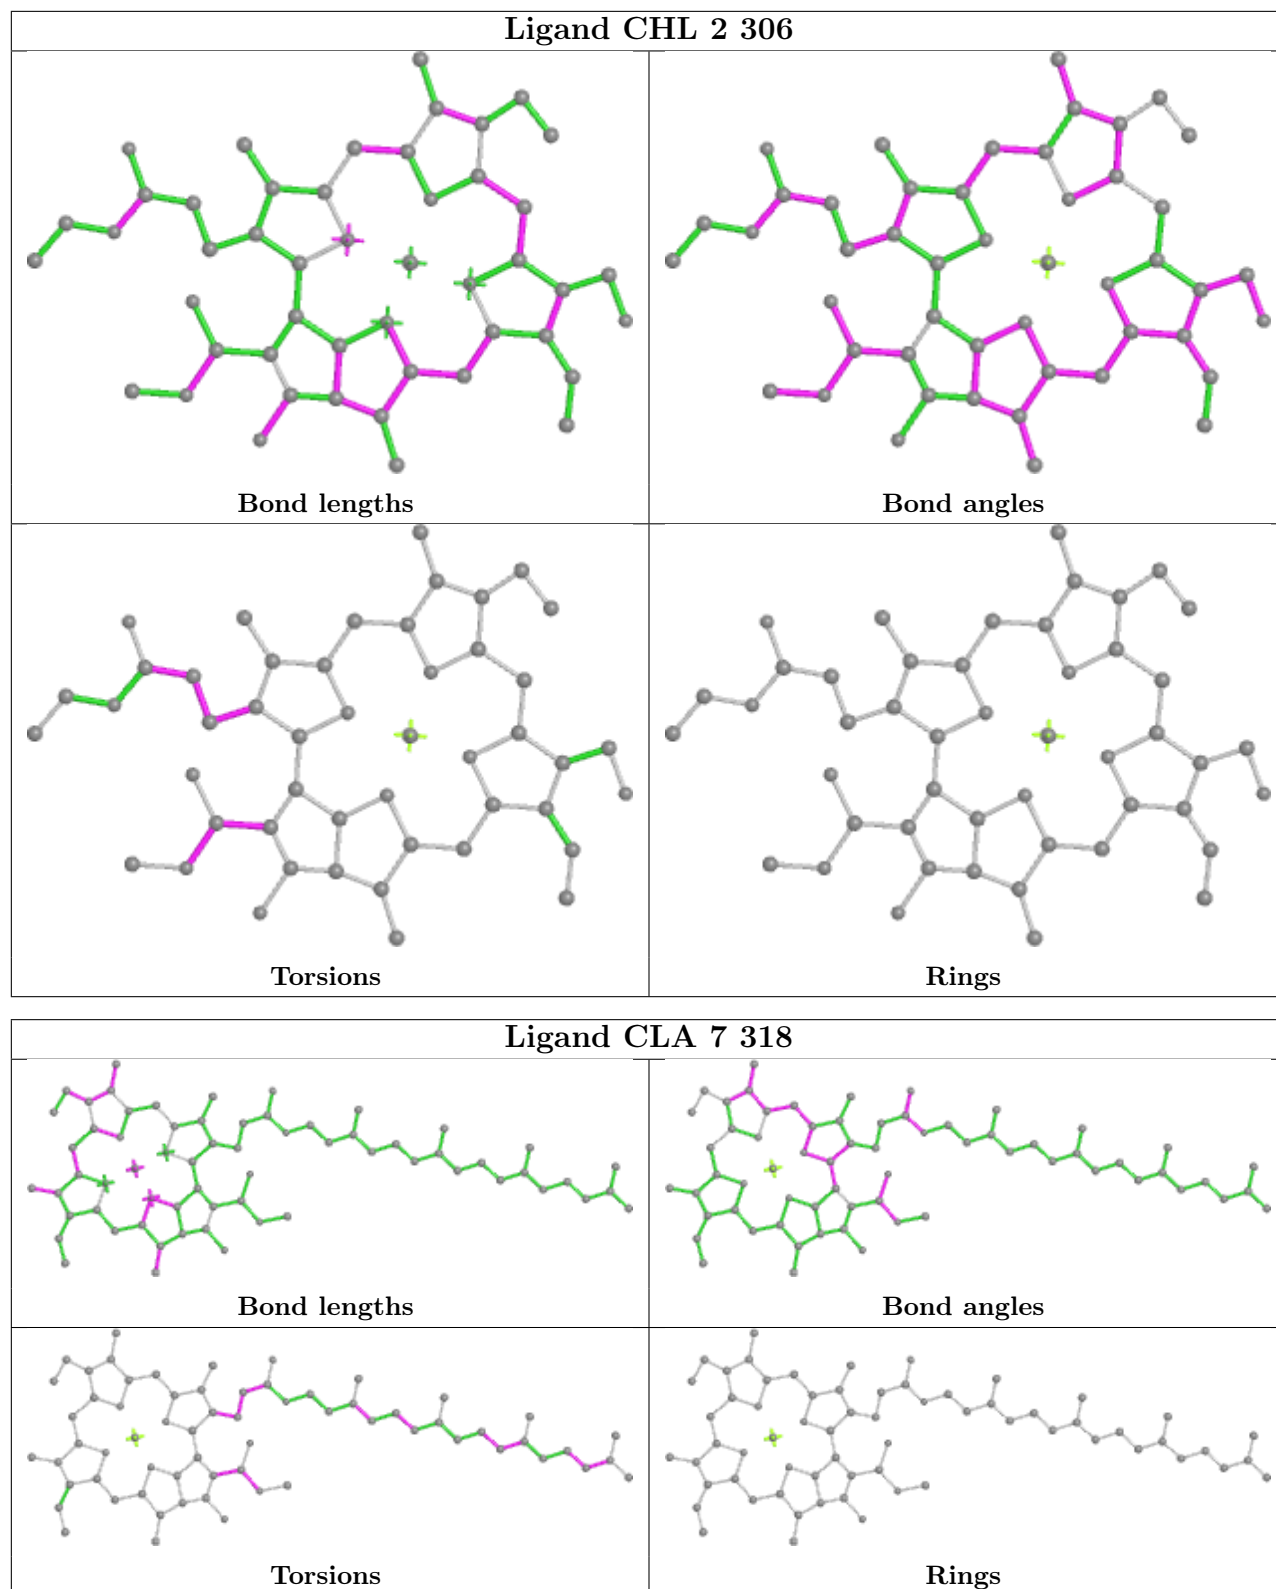 Ligand CHL 2 306
Bond lengths
Bond angles
Torsions
Rings
Ligand CLA 7 318
Bond lengths
Bond angles
Torsions
Rings